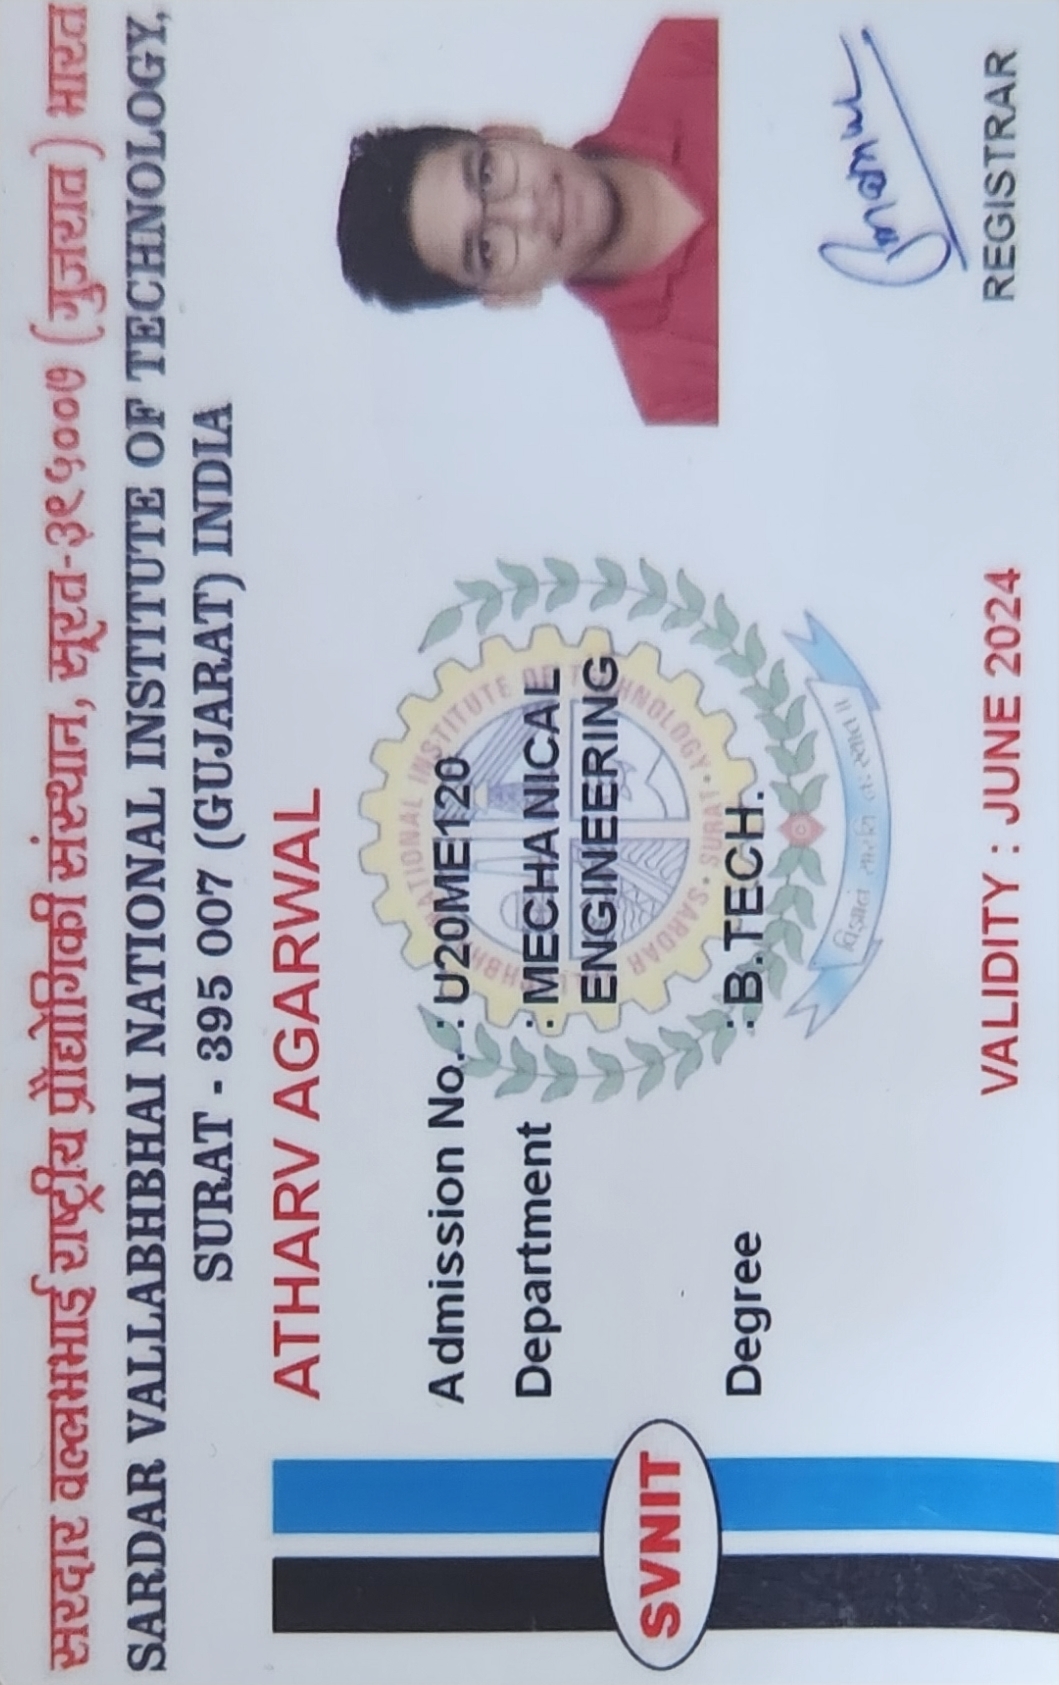 सरदार वल्लभभाई राष्ट्रीय प्रौद्योगिकी संस्थान, सूरत-३९५००७ (गुजरात) भारत
SARDAR VALLABHBHAI NATIONAL INSTITUTE OF TECHNOLOGY,
SURAT - 395 007 (GUJARAT) INDIA
ATHARV AGARWAL
Admission No. : U20ME120
Department : MECHANICAL
ENGINEERING
SVNIT
Degree : B.TECH.
SARDAR NATIONAL INSTITUTE OF TECHNOLOGY • SURAT •
VALIDITY : JUNE 2024
REGISTRAR